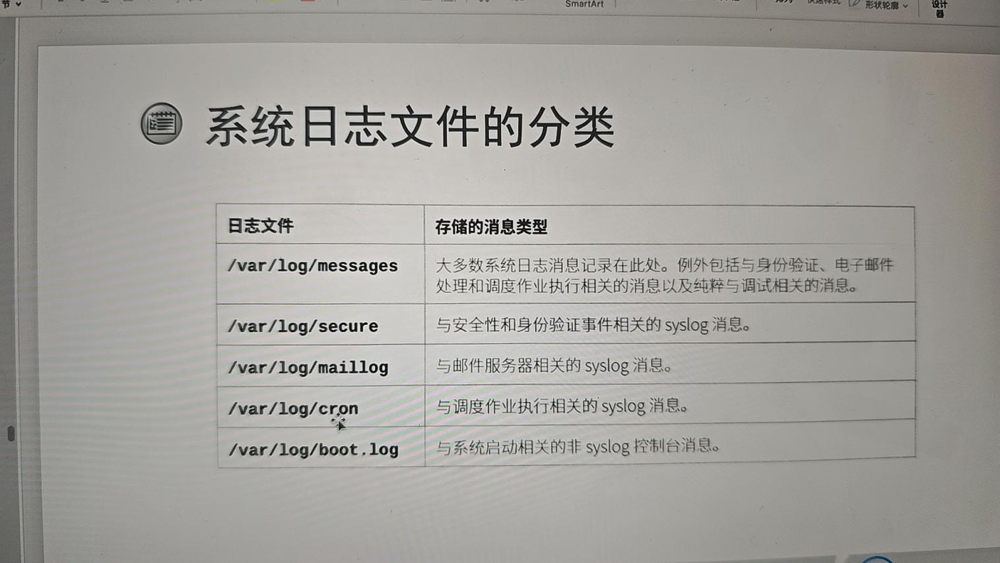 节
SmartArt
排列
快速样式
形状轮廓
设计
器
系统日志文件的分类
日志文件
存储的消息类型
/var/log/messages
大多数系统日志消息记录在此处。例外包括与身份验证、电子邮件
处理和调度作业执行相关的消息以及纯粹与调试相关的消息。
/var/log/secure
与安全性和身份验证事件相关的 syslog 消息。
/var/log/maillog
与邮件服务器相关的 syslog 消息。
/var/log/cron
与调度作业执行相关的 syslog 消息。
/var/log/boot.log
与系统启动相关的非 syslog 控制台消息。